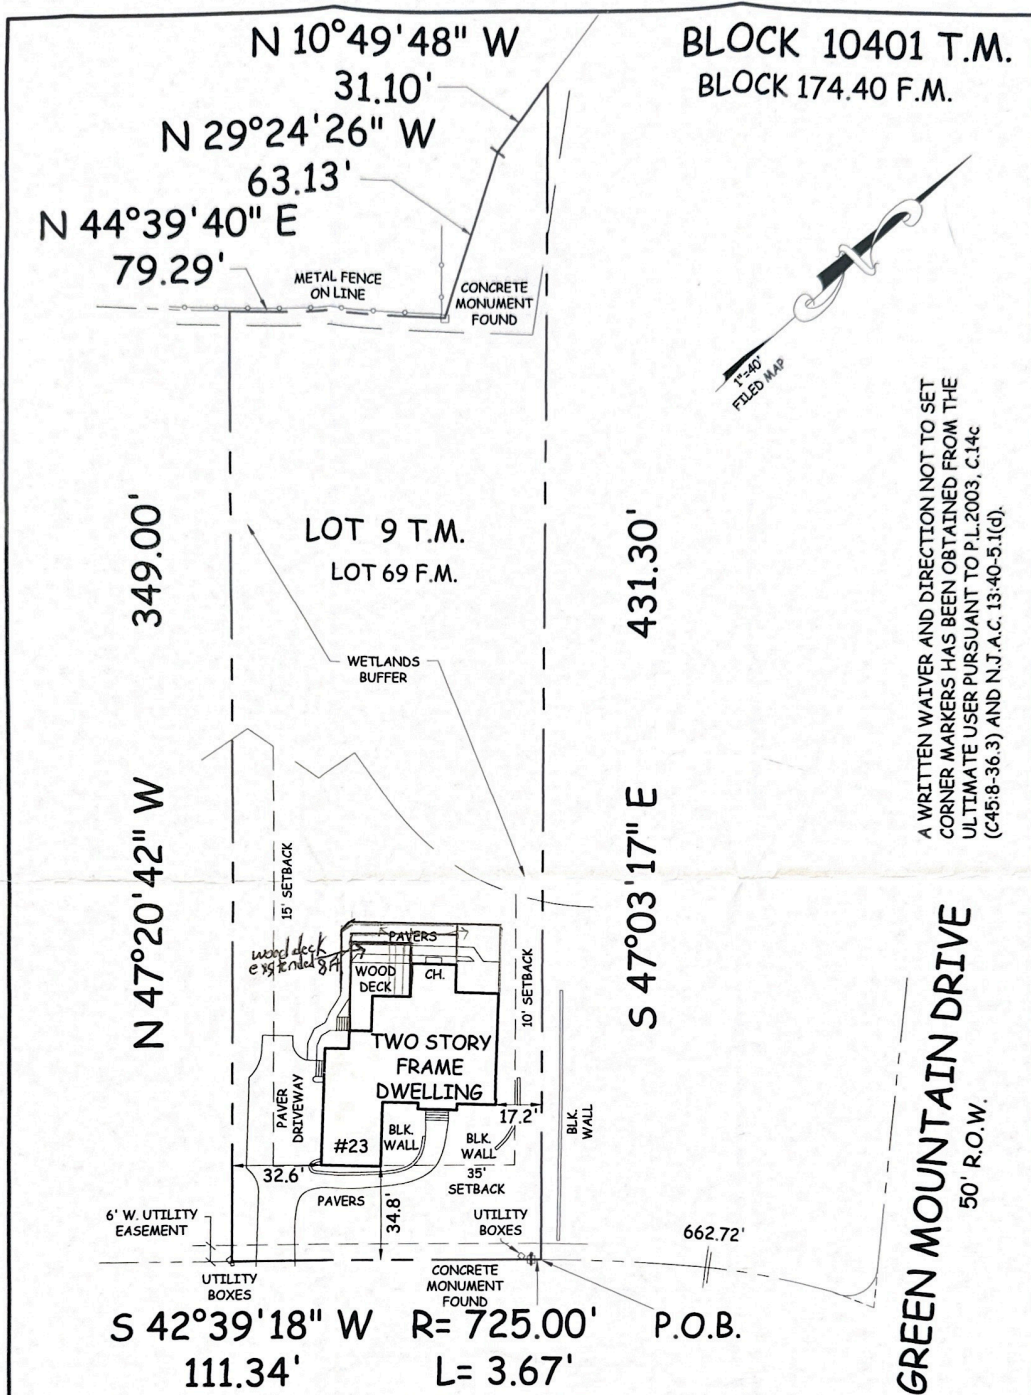 N 10°49'48" W
31.10'
BLOCK 10401 T.M.
BLOCK 174.40 F.M.
N 29°24'26" W
63.13'
N 44°39'40" E
79.29'
METAL FENCE
ON LINE
CONCRETE
MONUMENT
FOUND
1"=40'
FILED MAP
A WRITTEN WAIVER AND DIRECTION NOT TO SET
CORNER MARKERS HAS BEEN OBTAINED FROM THE
ULTIMATE USER PURSUANT TO P.L.2003, C.14c
(C45:8-36.3) AND N.J.A.C. 13:40-5.1(d).
LOT 9 T.M.
LOT 69 F.M.
349.00'
431.30'
WETLANDS
BUFFER
N 47°20'42" W
S 47°03'17" E
15' SETBACK
10' SETBACK
wood deck
extended 8ft
PAVERS
WOOD
DECK
CH.
TWO STORY
FRAME
DWELLING
PAVER
DRIVEWAY
#23
BLK.
WALL
BLK.
WALL
17.2'
BLK.
WALL
32.6'
35'
SETBACK
PAVERS
34.8'
6' W. UTILITY
EASEMENT
UTILITY
BOXES
662.72'
UTILITY
BOXES
CONCRETE
MONUMENT
FOUND
GREEN MOUNTAIN DRIVE
50' R.O.W.
S 42°39'18" W
111.34'
R= 725.00'
L= 3.67'
P.O.B.